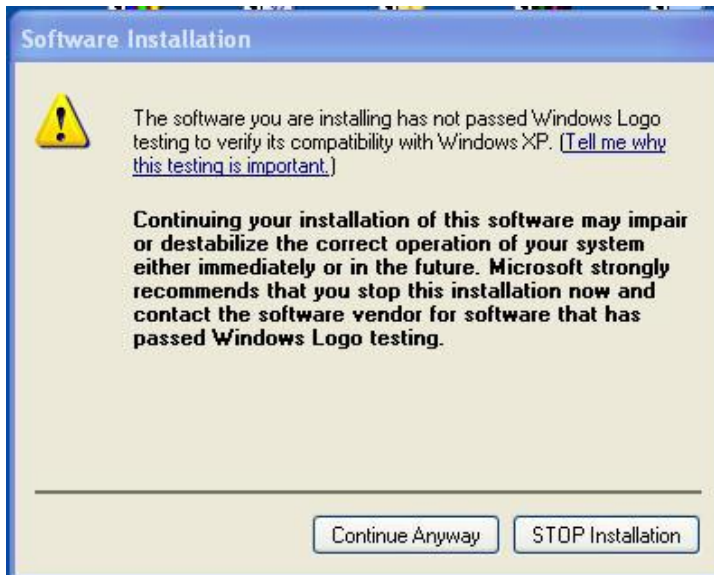 Software Installation
The software you are installing has not passed Windows Logo
testing to verify its compatibility with Windows XP. (Tell me why
this testing is important.)
Continuing your installation of this software may impair
or destabilize the correct operation of your system
either immediately or in the future. Microsoft strongly
recommends that you stop this installation now and
contact the software vendor for software that has
passed Windows Logo testing.
Continue Anyway
STOP Installation